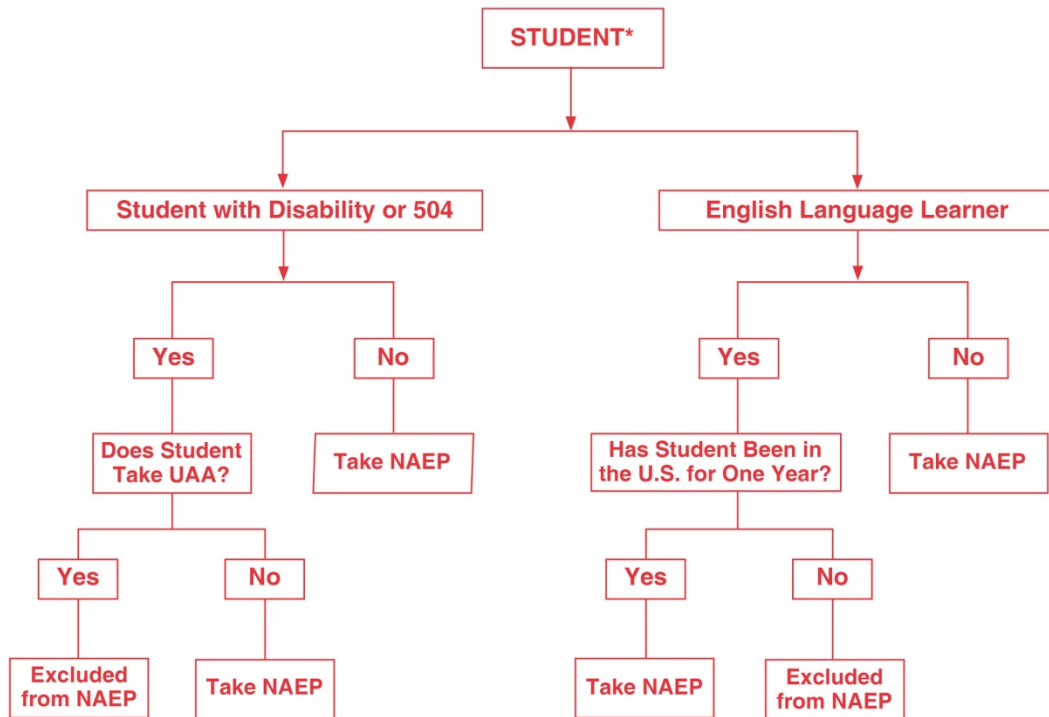 STUDENT*
Student with Disability or 504
English Language Learner
Yes
No
Yes
No
Does Student
Take UAA?
Take NAEP
Has Student Been in
the U.S. for One Year?
Take NAEP
Yes
No
Yes
No
Excluded
from NAEP
Take NAEP
Take NAEP
Excluded
from NAEP